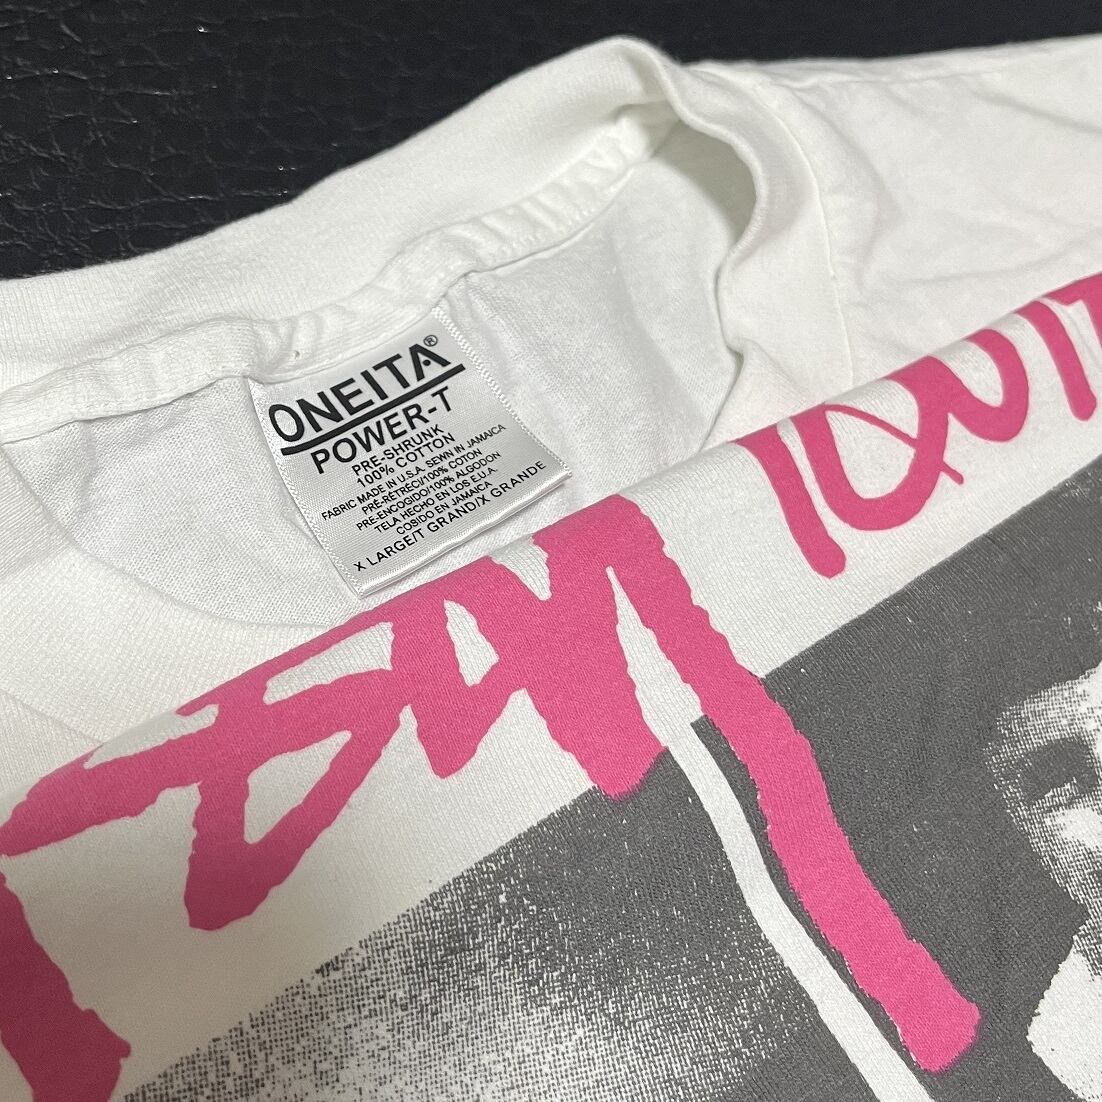 ONEITA®
POWER-T
PRE-SHRUNK
100% COTTON
FABRIC MADE IN U.S.A. SEWN IN JAMAICA
PRÉ-RÉTRÉCI/100% COTON
PRE-ENCOGIDO/100% ALGODON
TELA HECHO EN LOS E.U.A.
COSIDO EN JAMAICA
X LARGE/T GRAND/X GRANDE